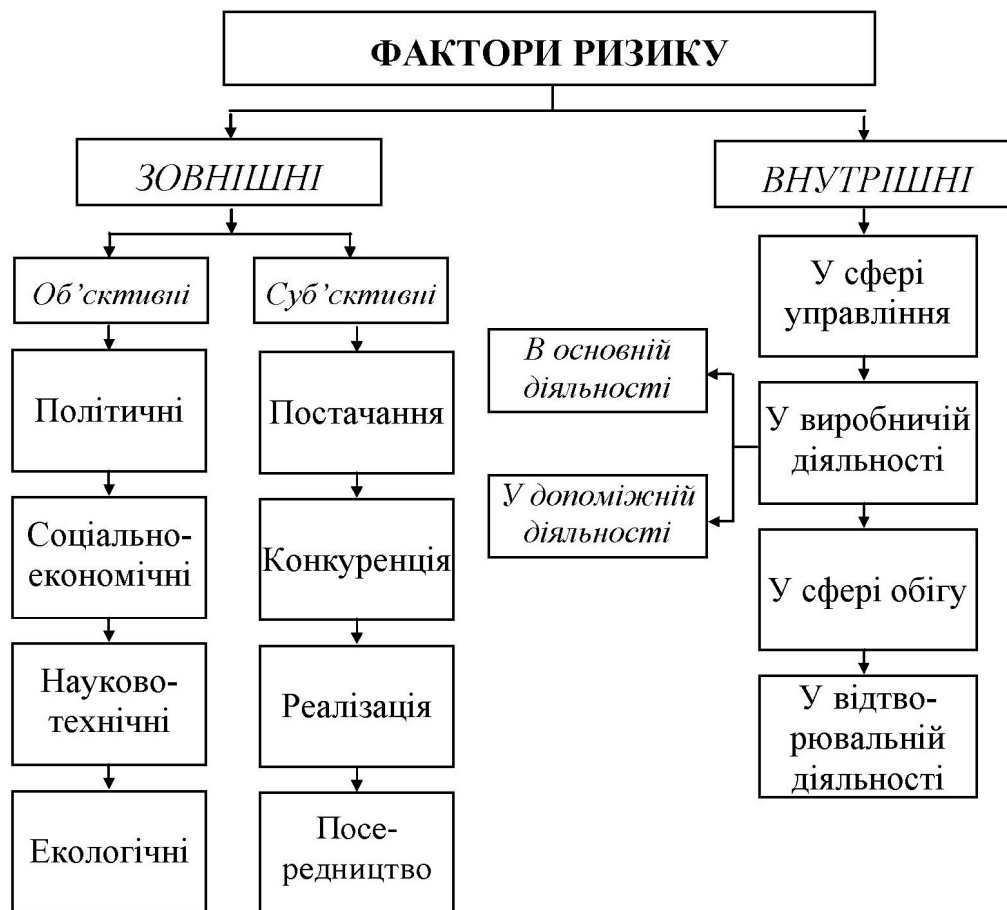 ФАКТОРИ РИЗИКУ
ЗОВНІШНІ
Об’єктивні
Політичні
Соціально-
економічні
Науково-
технічні
Екологічні
Суб’єктивні
Постачання
Конкуренція
Реалізація
Посе-
редництво
ВНУТРІШНІ
У сфері
управління
У виробничій
діяльності
В основній
діяльності
У допоміжній
діяльності
У сфері обігу
У відтво-
рювальній
діяльності